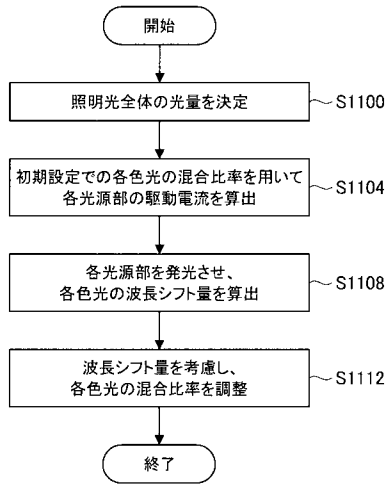 開始
照明光全体の光量を決定
S1100
初期設定での各色光の混合比率を用いて
各光源部の駆動電流を算出
S1104
各光源部を発光させ、
各色光の波長シフト量を算出
S1108
波長シフト量を考慮し、
各色光の混合比率を調整
S1112
終了